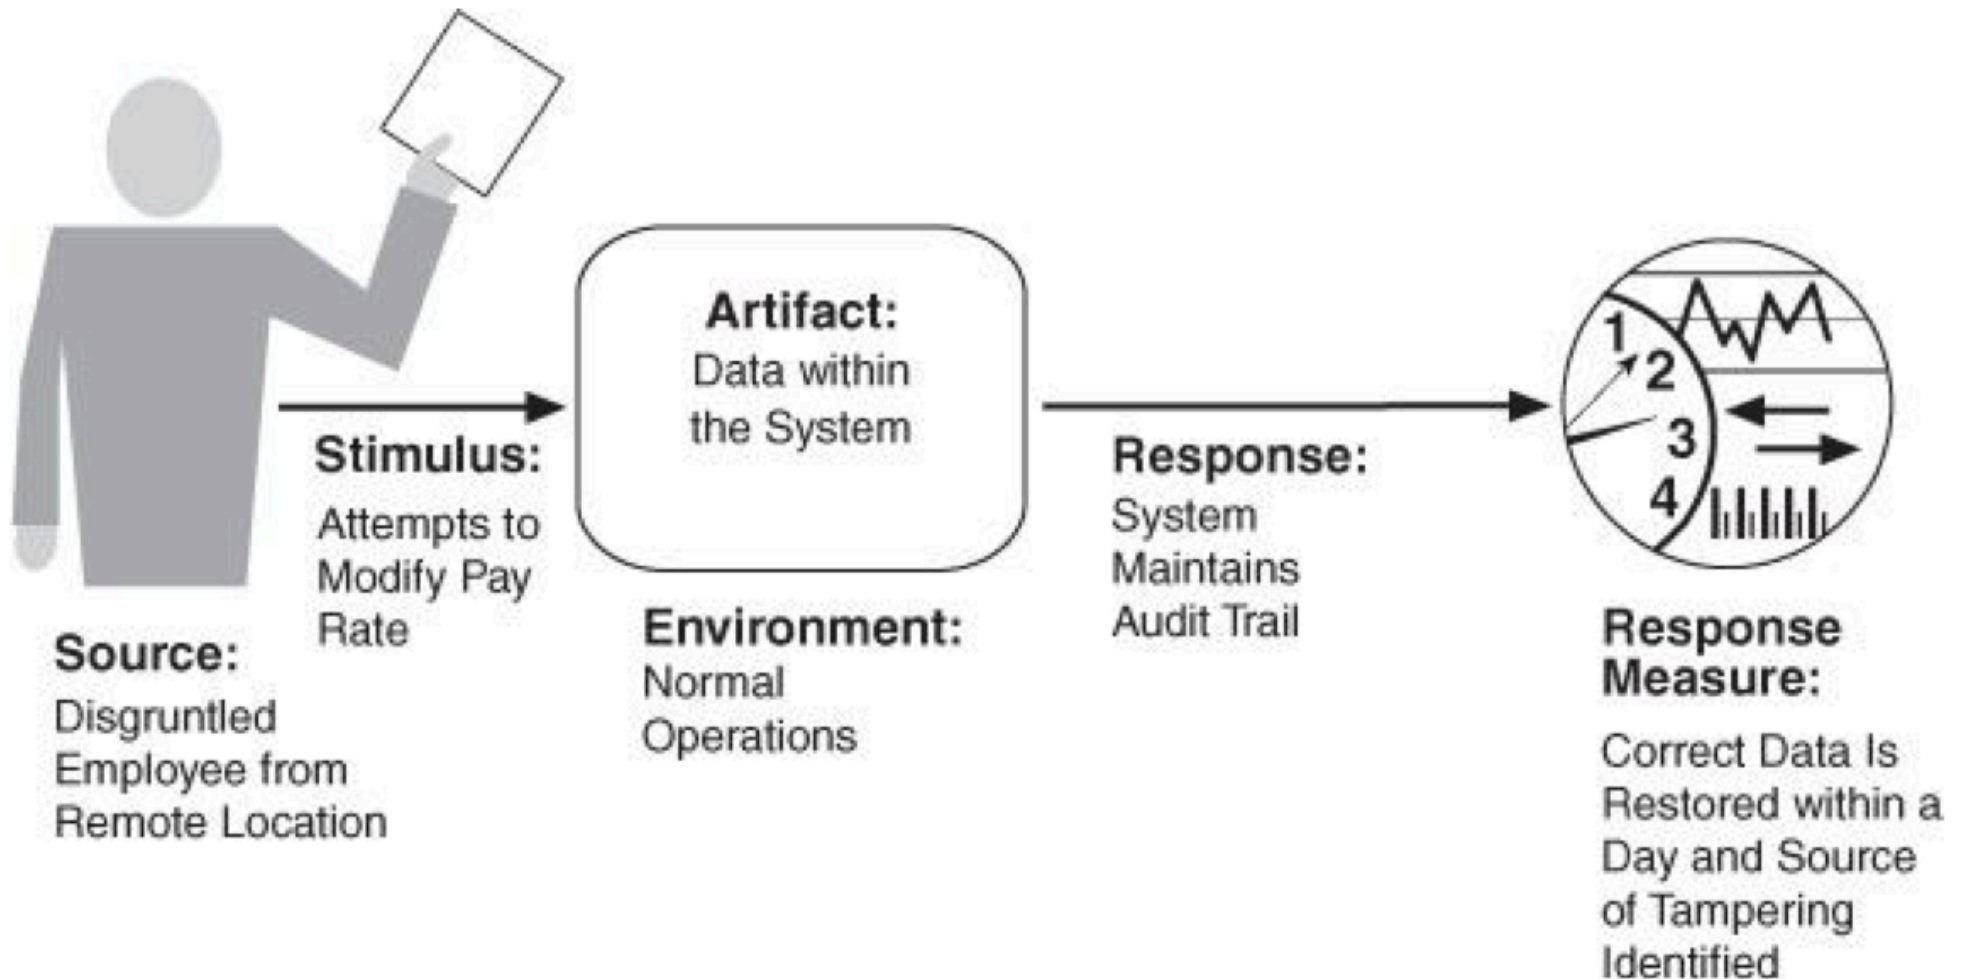 Source:
Disgruntled
Employee from
Remote Location
Stimulus:
Attempts to
Modify Pay
Rate
Artifact:
Data within
the System
Environment:
Normal
Operations
Response:
System
Maintains
Audit Trail
1
2
3
4
Response
Measure:
Correct Data Is
Restored within a
Day and Source
of Tampering
Identified